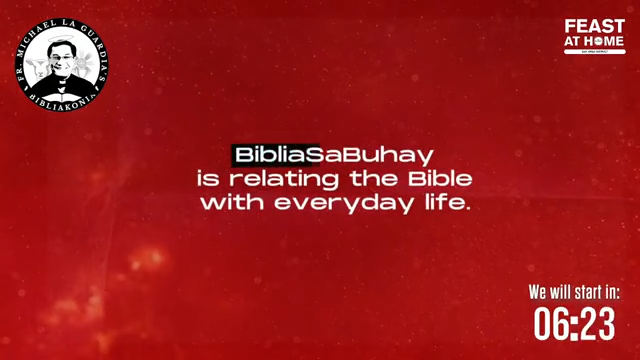 FR. MICHAEL LA GUARDIA'S
BIBLIAKONIA
FEAST
AT HOME
BibliaSaBuhay
is relating the Bible
with everyday life.
We will start in:
06:23